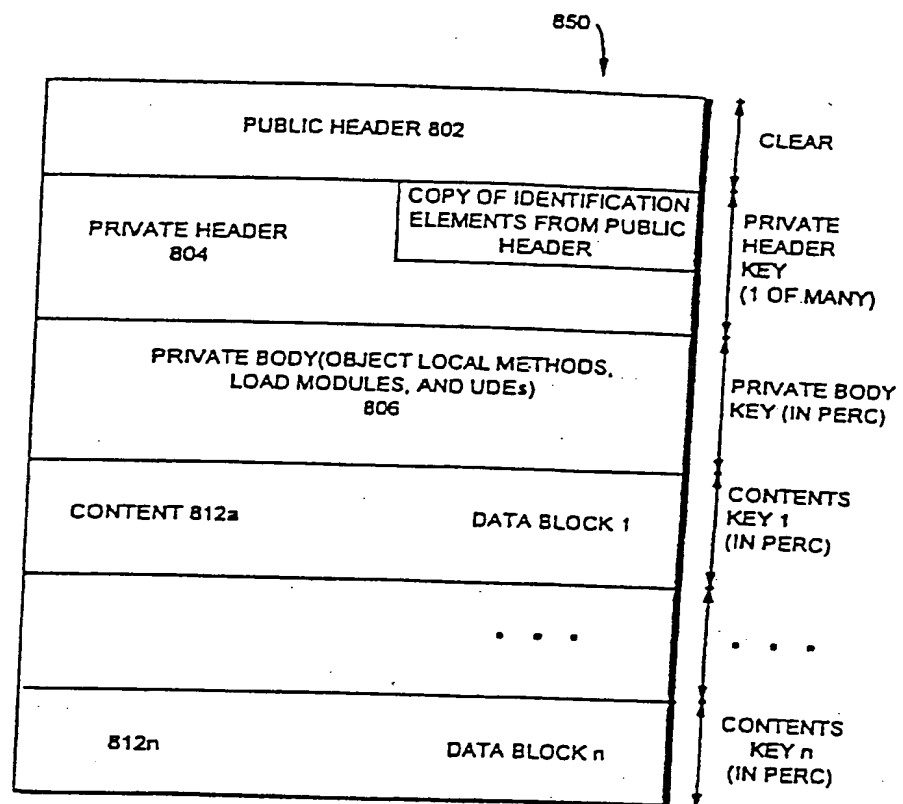 850
PUBLIC HEADER 802
CLEAR
PRIVATE HEADER
804
COPY OF IDENTIFICATION
ELEMENTS FROM PUBLIC
HEADER
PRIVATE
HEADER
KEY
(1 OF MANY)
PRIVATE BODY(OBJECT LOCAL METHODS,
LOAD MODULES, AND UDEs)
806
PRIVATE BODY
KEY (IN PERC)
CONTENT 812a
DATA BLOCK 1
CONTENTS
KEY 1
(IN PERC)
. . .
. . .
812n
DATA BLOCK n
CONTENTS
KEY n
(IN PERC)